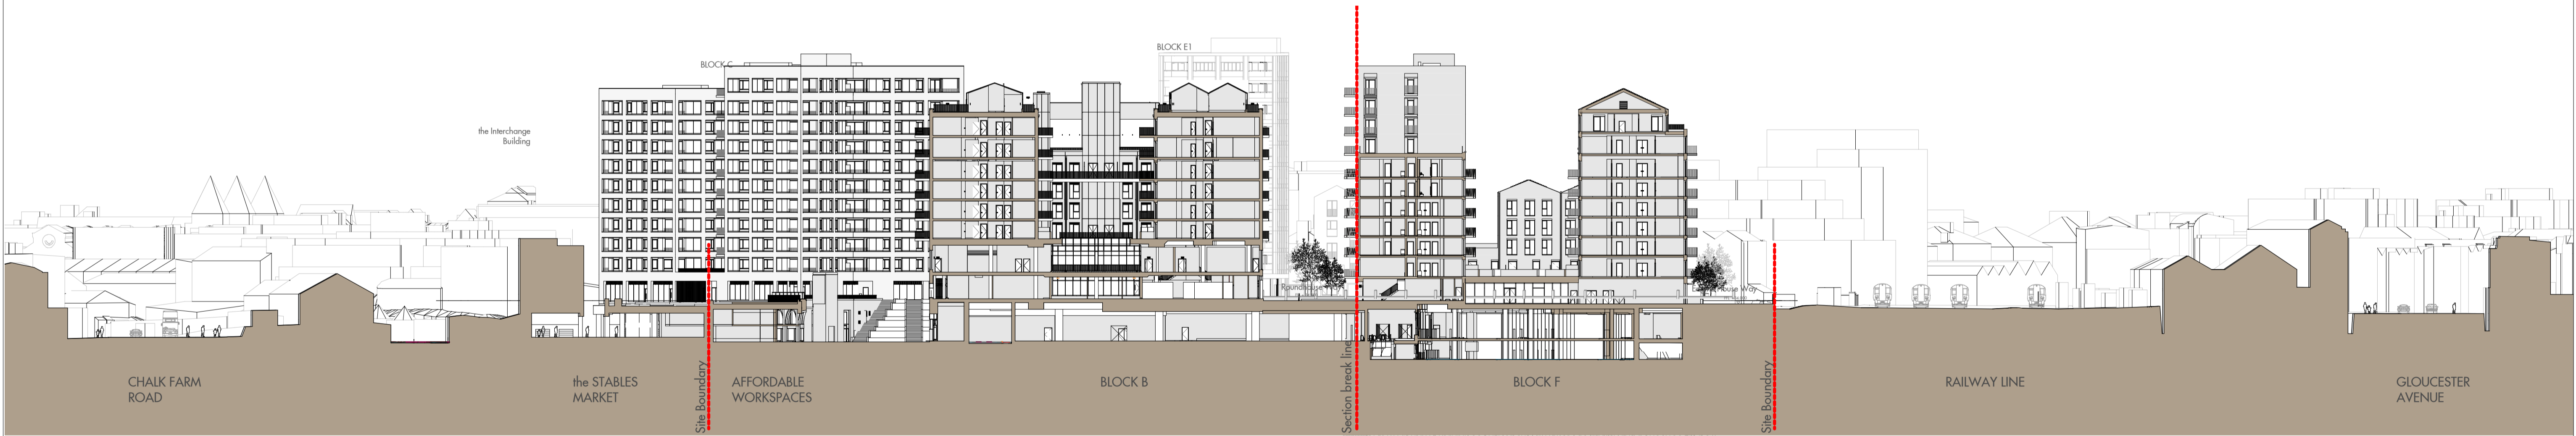 BLOCK E1
BLOCK C
the Interchange
Building
Roundhouse Way
House Way
CHALK FARM
ROAD
the STABLES
MARKET
Site Boundary
AFFORDABLE
WORKSPACES
BLOCK B
Section break line
BLOCK F
Site Boundary
RAILWAY LINE
GLOUCESTER
AVENUE